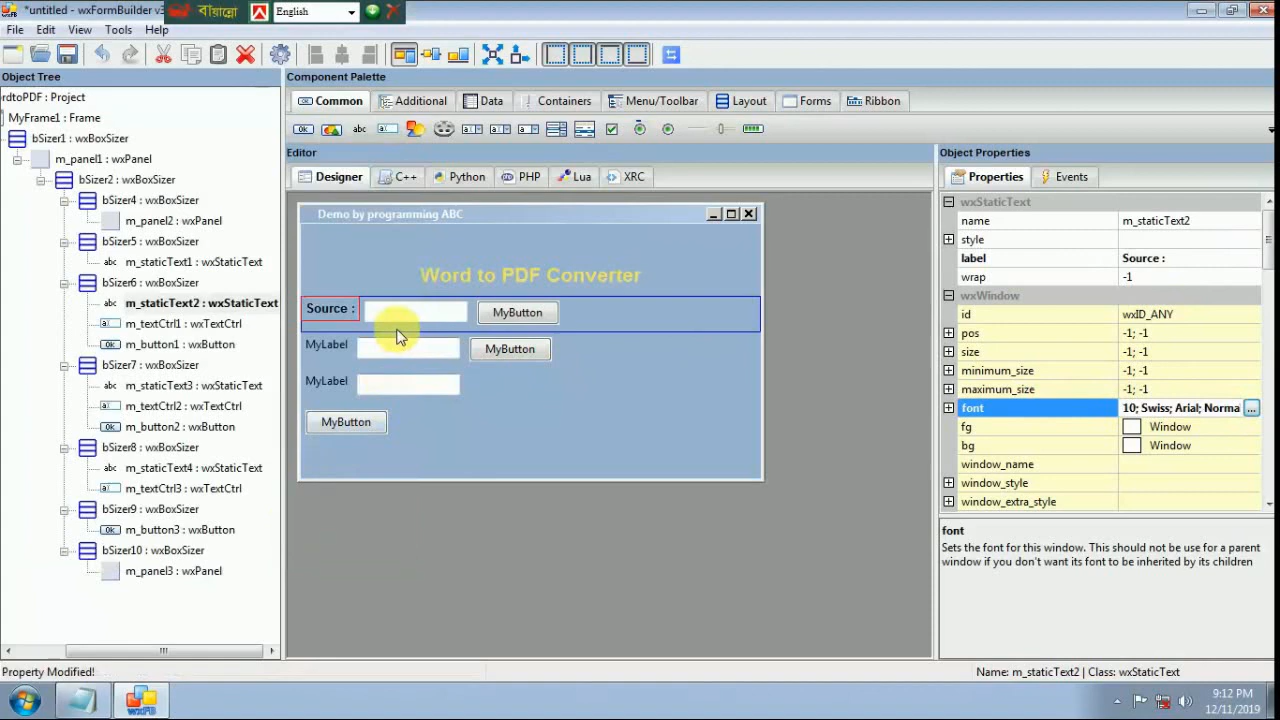 *untitled - wxFormBuilder v3
বায়ান্নো
English
File Edit View Tools Help
Object Tree
rdtoPDF : Project
MyFrame1 : Frame
bSizer1 : wxBoxSizer
m_panel1 : wxPanel
bSizer2 : wxBoxSizer
bSizer4 : wxBoxSizer
m_panel2 : wxPanel
bSizer5 : wxBoxSizer
m_staticText1 : wxStaticText
bSizer6 : wxBoxSizer
m_staticText2 : wxStaticText
m_textCtrl1 : wxTextCtrl
m_button1 : wxButton
bSizer7 : wxBoxSizer
m_staticText3 : wxStaticText
m_textCtrl2 : wxTextCtrl
m_button2 : wxButton
bSizer8 : wxBoxSizer
m_staticText4 : wxStaticText
m_textCtrl3 : wxTextCtrl
bSizer9 : wxBoxSizer
m_button3 : wxButton
bSizer10 : wxBoxSizer
m_panel3 : wxPanel
Component Palette
Common Additional Data Containers Menu/Toolbar Layout Forms Ribbon
Editor
Designer C++ Python PHP Lua XRC
Demo by programming ABC
Word to PDF Converter
Source : MyButton
MyLabel MyButton
MyLabel
MyButton
Object Properties
Properties Events
wxStaticText
name m_staticText2
style
label Source :
wrap -1
wxWindow
id wxID_ANY
pos -1; -1
size -1; -1
minimum_size -1; -1
maximum_size -1; -1
font 10; Swiss; Arial; Norma ...
fg Window
bg Window
window_name
window_style
window_extra_style
font
Sets the font for this window. This should not be use for a parent
window if you don't want its font to be inherited by its children
Property Modified!
Name: m_staticText2 | Class: wxStaticText
9:12 PM
12/11/2019